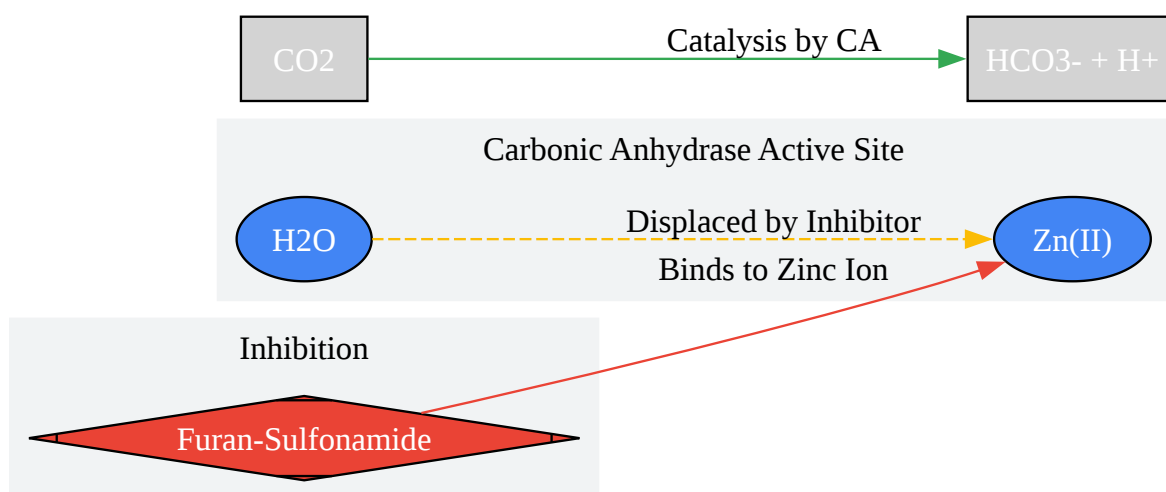 CO2
Catalysis by CA
HCO3- + H+
Carbonic Anhydrase Active Site
H2O
Displaced by Inhibitor
Zn(II)
Binds to Zinc Ion
Inhibition
Furan-Sulfonamide